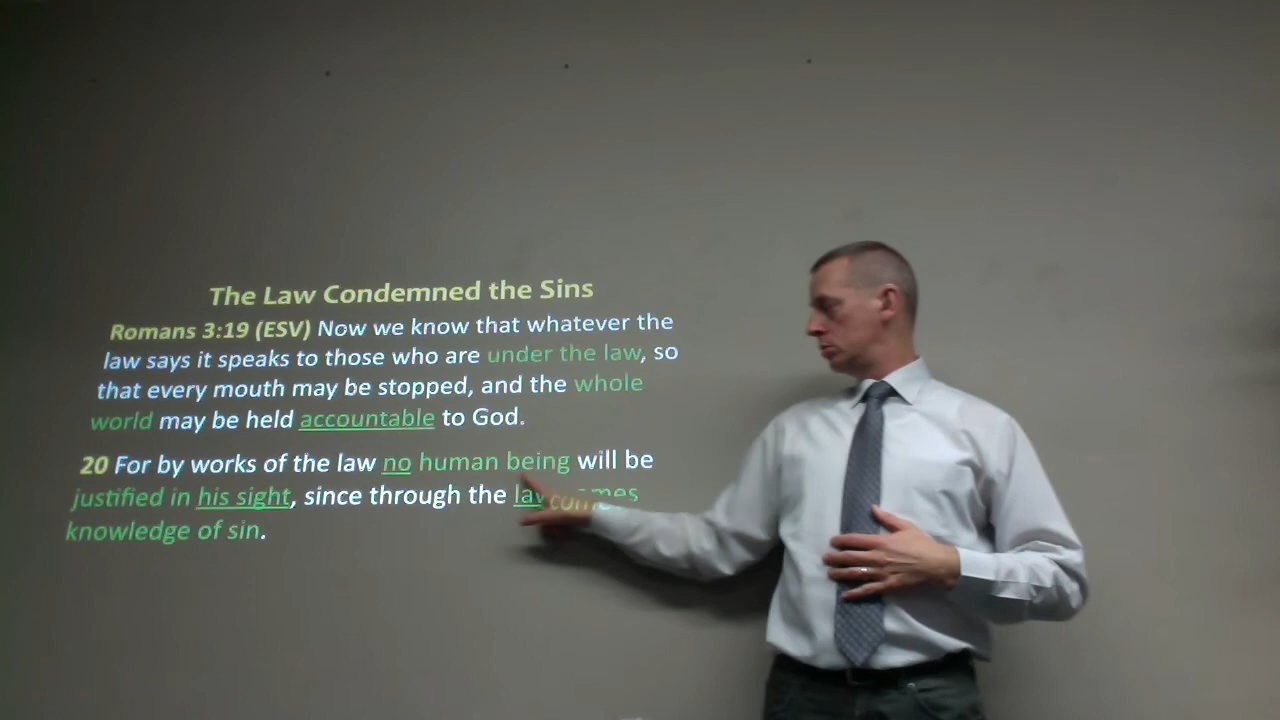 The Law Condemned the Sins
Romans 3:19 (ESV) Now we know that whatever the
law says it speaks to those who are under the law, so
that every mouth may be stopped, and the whole
world may be held accountable to God.
20 For by works of the law no human being will be
justified in his sight, since through the law comes
knowledge of sin.